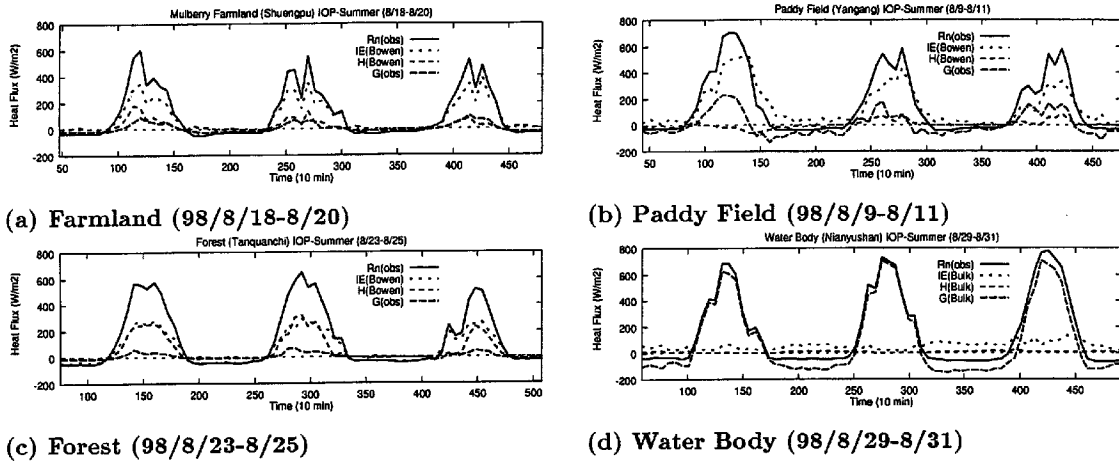 Mulberry Farmland (Shuengpu) IOP-Summer (8/18-8/20)
800
600
400
200
0
-200
Heat Flux (W/m2)
Rn(obs)
lE(Bowen)
H(Bowen)
G(obs)
50 100 150 200 250 300 350 400 450
Time (10 min)
(a) Farmland (98/8/18-8/20)
Paddy Field (Yangang) IOP-Summer (8/9-8/11)
800
600
400
200
0
-200
Heat Flux (W/m2)
Rn(obs)
lE(Bowen)
H(Bowen)
G(obs)
50 100 150 200 250 300 350 400 450
Time (10 min)
(b) Paddy Field (98/8/9-8/11)
Forest (Tanquanchi) IOP-Summer (8/23-8/25)
800
600
400
200
0
-200
Heat Flux (W/m2)
Rn(obs)
lE(Bowen)
H(Bowen)
G(obs)
100 150 200 250 300 350 400 450 500
Time (10 min)
(c) Forest (98/8/23-8/25)
Water Body (Nianyushan) IOP-Summer (8/29-8/31)
800
600
400
200
0
-200
Heat Flux (W/m2)
Rn(obs)
lE(Bulk)
H(Bulk)
G(Bulk)
100 150 200 250 300 350 400 450
Time (10 min)
(d) Water Body (98/8/29-8/31)